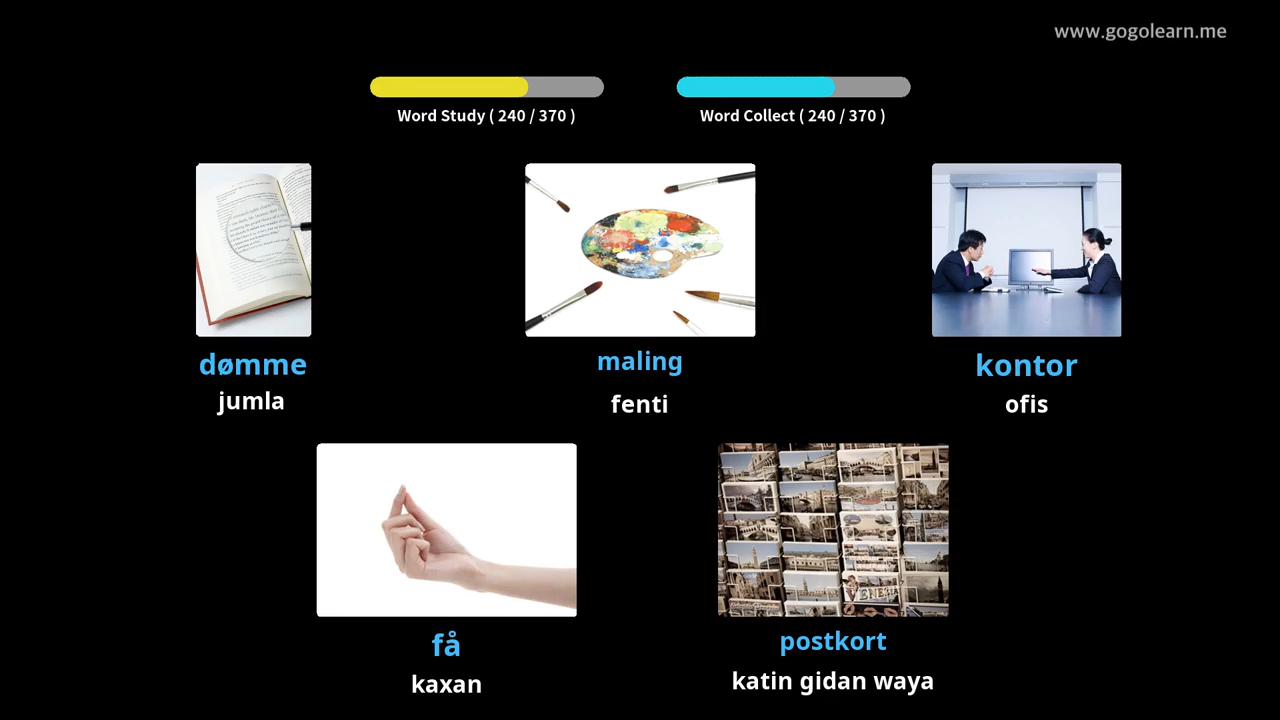 www.gogolearn.me
Word Study ( 240 / 370 )
Word Collect ( 240 / 370 )
dømme
jumla
maling
fenti
kontor
ofis
få
kaxan
postkort
katin gidan waya